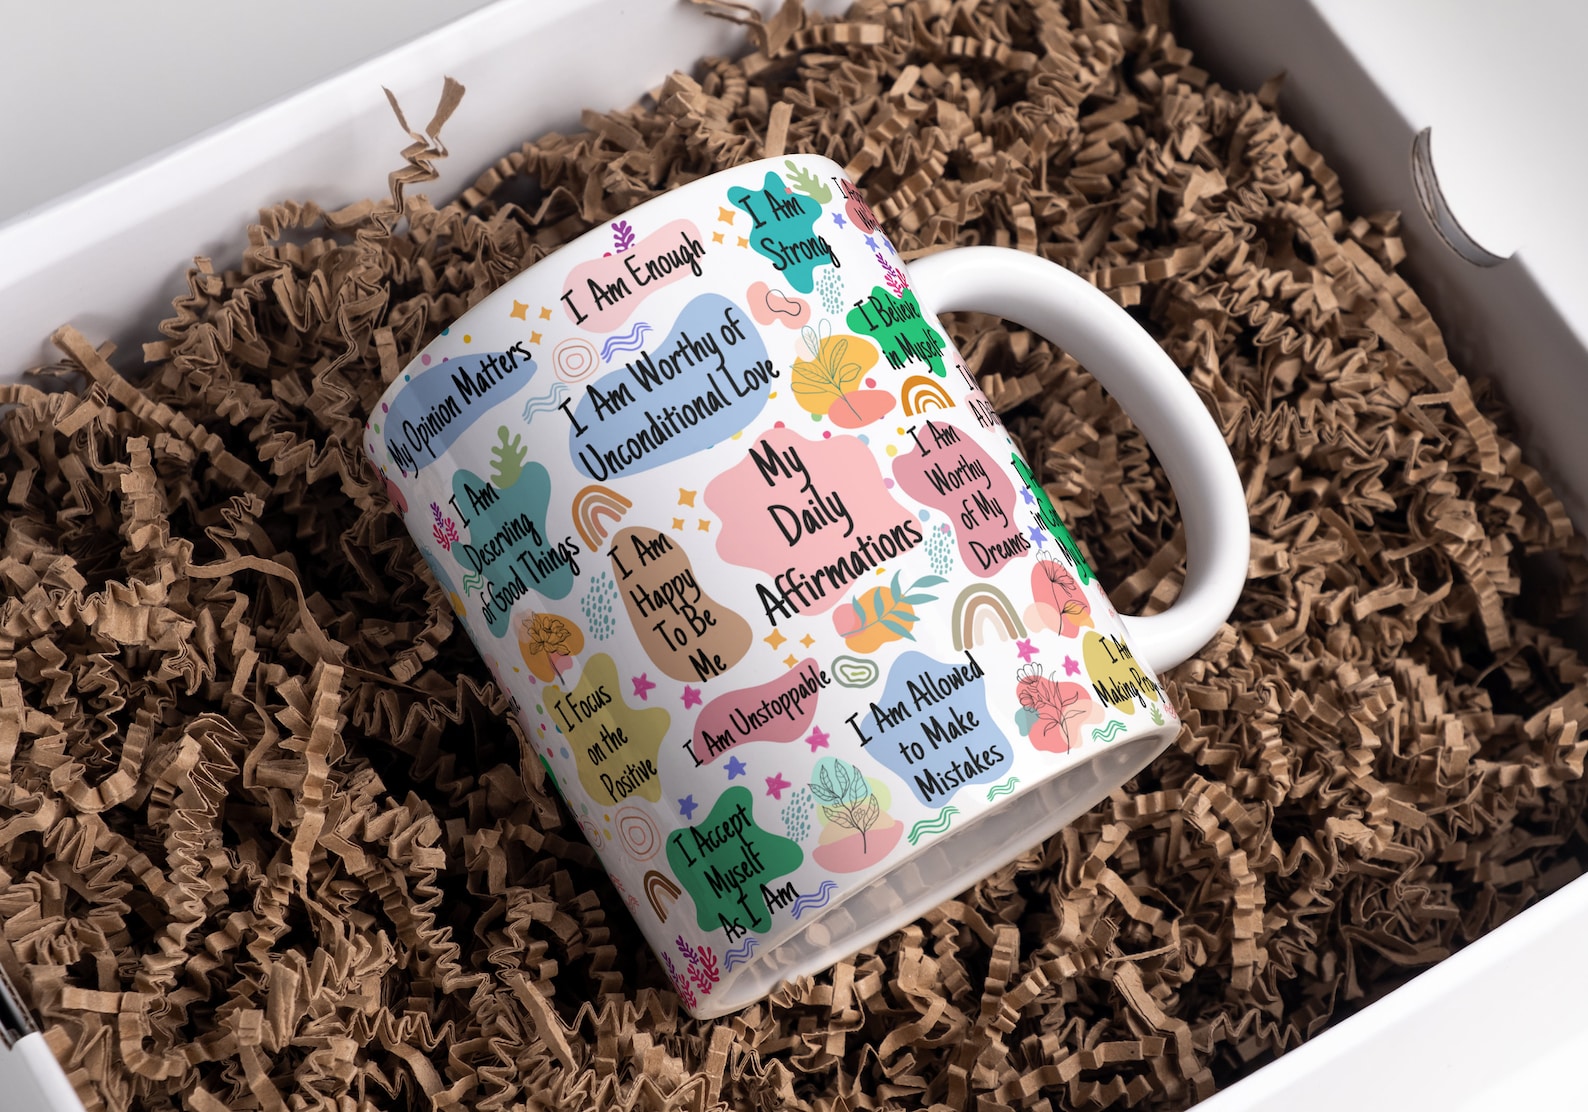 I Am Enough
I Am
Strong
My Opinion Matters
I Am Worthy of
Unconditional Love
I Believe
in Myself
I Am
Deserving
of Good Things
I Am
Happy
To Be
Me
My
Daily
Affirmations
I Am
Worthy
of My
Dreams
I Focus
on the
Positive
I Am Unstoppable
I Am Allowed
to Make
Mistakes
I Am
Making
I Accept
Myself
As I Am